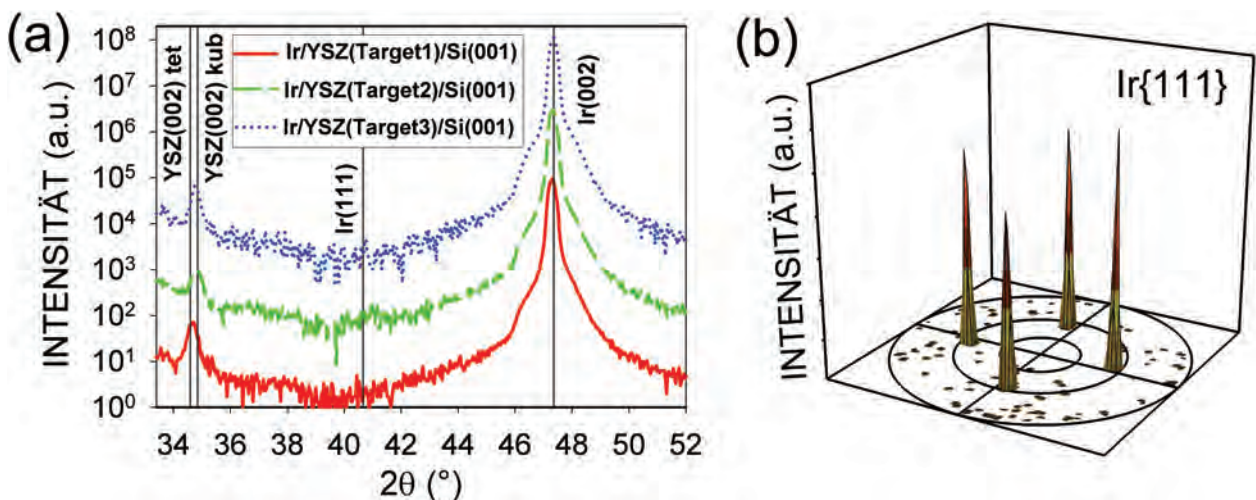 (a)
INTENSITÄT (a.u.)
10⁸
10⁷
10⁶
10⁵
10⁴
10³
10²
10¹
10⁰
YSZ(002) tet
YSZ(002) kub
Ir/YSZ(Target1)/Si(001)
Ir/YSZ(Target2)/Si(001)
Ir/YSZ(Target3)/Si(001)
Ir(111)
Ir(002)
34 36 38 40 42 44 46 48 50 52
2θ (°)
(b)
Ir{111}
INTENSITÄT (a.u.)